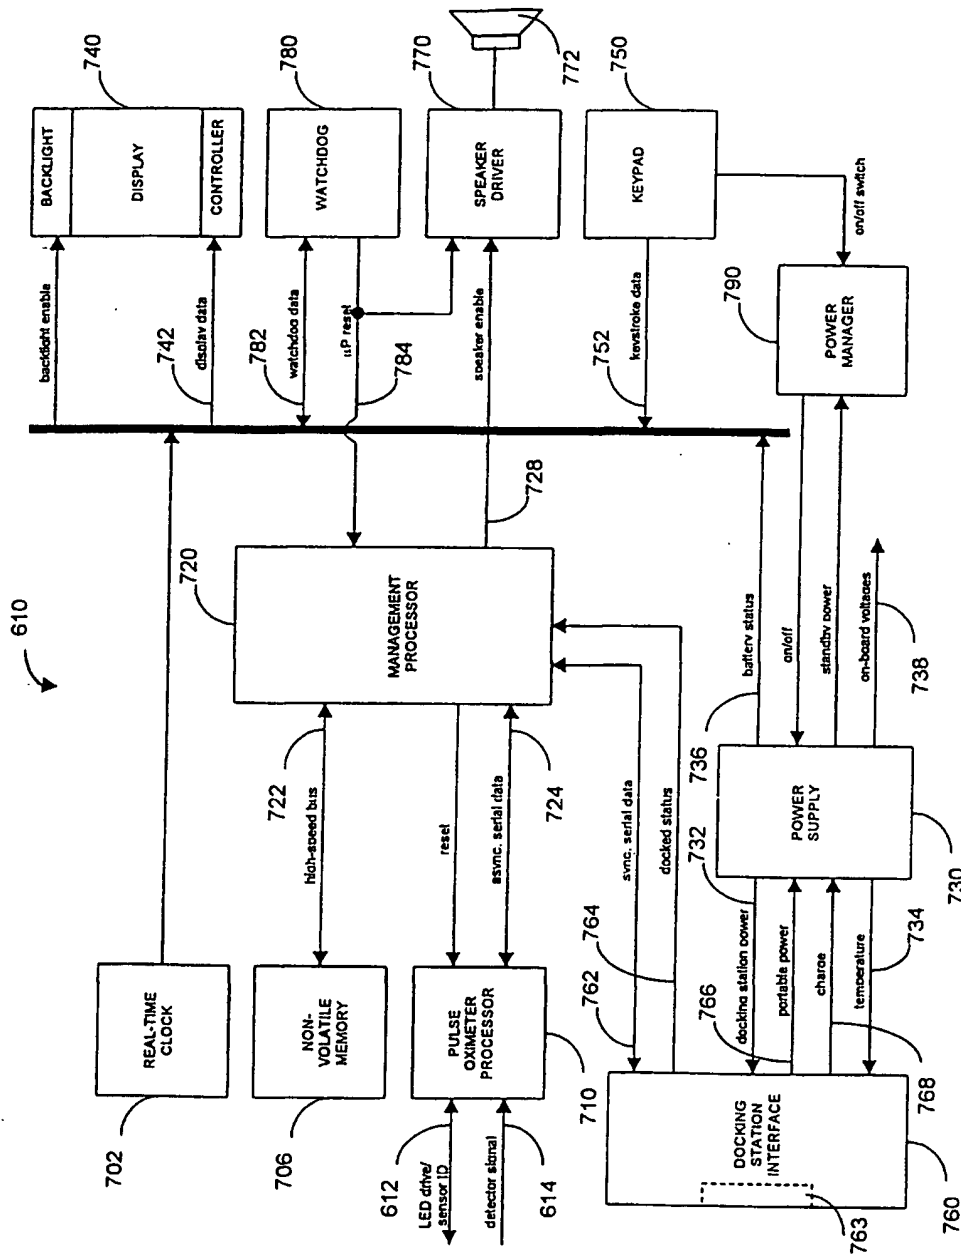 610
REAL-TIME
CLOCK
702
NON-
VOLATILE
MEMORY
706
high-speed bus
722
PULSE
OXIMETER
PROCESSOR
710
reset
async. serial data
724
612
LED drive/
sensor ID
detector signal
614
720
MANAGEMENT
PROCESSOR
728
backlight enable
BACKLIGHT
DISPLAY
CONTROLLER
740
display data
742
WATCHDOG
780
watchdog data
782
µP reset
784
SPEAKER
DRIVER
770
772
speaker enable
KEYPAD
750
keystroke data
752
on/off switch
POWER
MANAGER
790
sync. serial data
762
docked status
764
battery status
736
on/off
standby power
on-board voltages
738
POWER
SUPPLY
730
732
docking station power
portable power
766
charge
768
temperature
734
DOCKING
STATION
INTERFACE
763
760